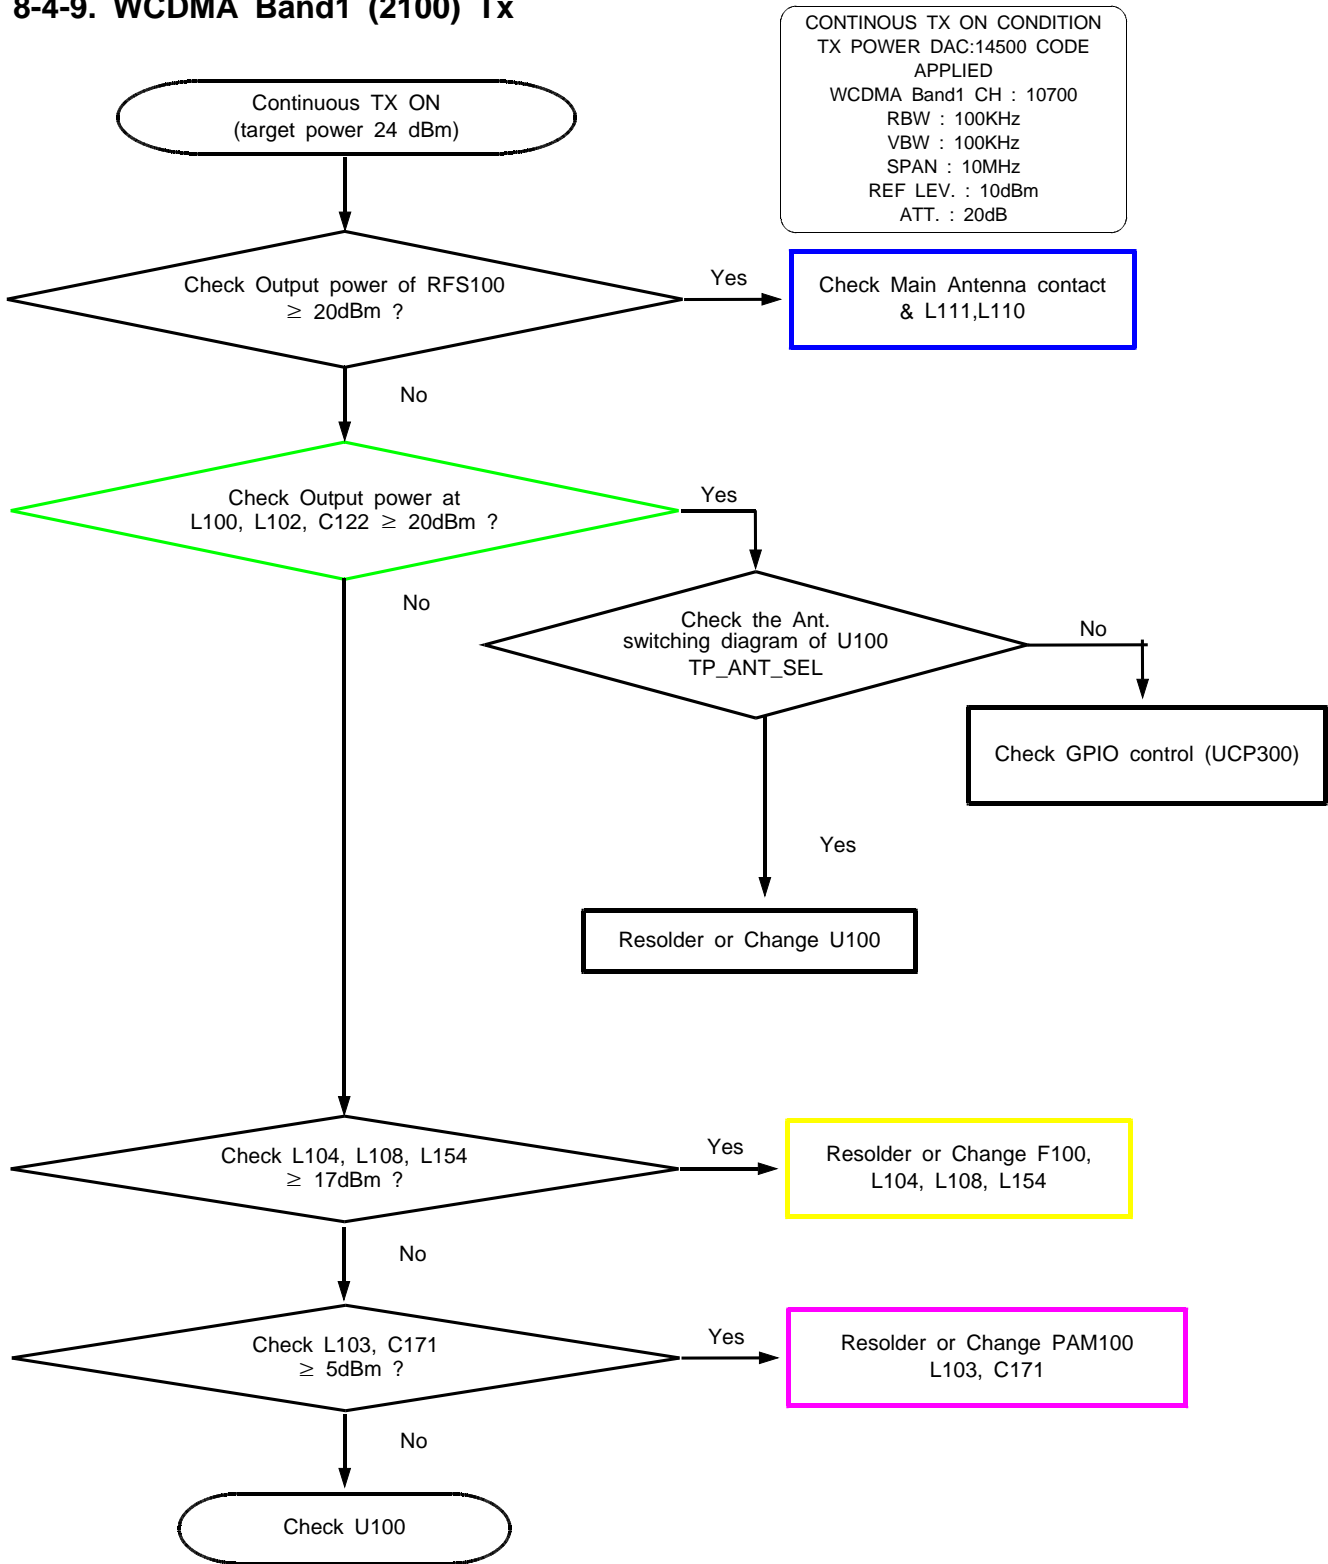 8-4-9. WCDMA Band1 (2100) Tx
CONTINOUS TX ON CONDITION
TX POWER DAC:14500 CODE
APPLIED
WCDMA Band1 CH : 10700
RBW : 100KHz
VBW : 100KHz
SPAN : 10MHz
REF LEV. : 10dBm
ATT. : 20dB
Continuous TX ON
(target power 24 dBm)
Check Output power of RFS100
≥ 20dBm ?
Yes
Check Main Antenna contact
& L111,L110
No
Check Output power at
L100, L102, C122 ≥ 20dBm ?
Yes
No
Check the Ant.
switching diagram of U100
TP_ANT_SEL
No
Check GPIO control (UCP300)
Yes
Resolder or Change U100
Check L104, L108, L154
≥ 17dBm ?
Yes
Resolder or Change F100,
L104, L108, L154
No
Check L103, C171
≥ 5dBm ?
Yes
Resolder or Change PAM100
L103, C171
No
Check U100